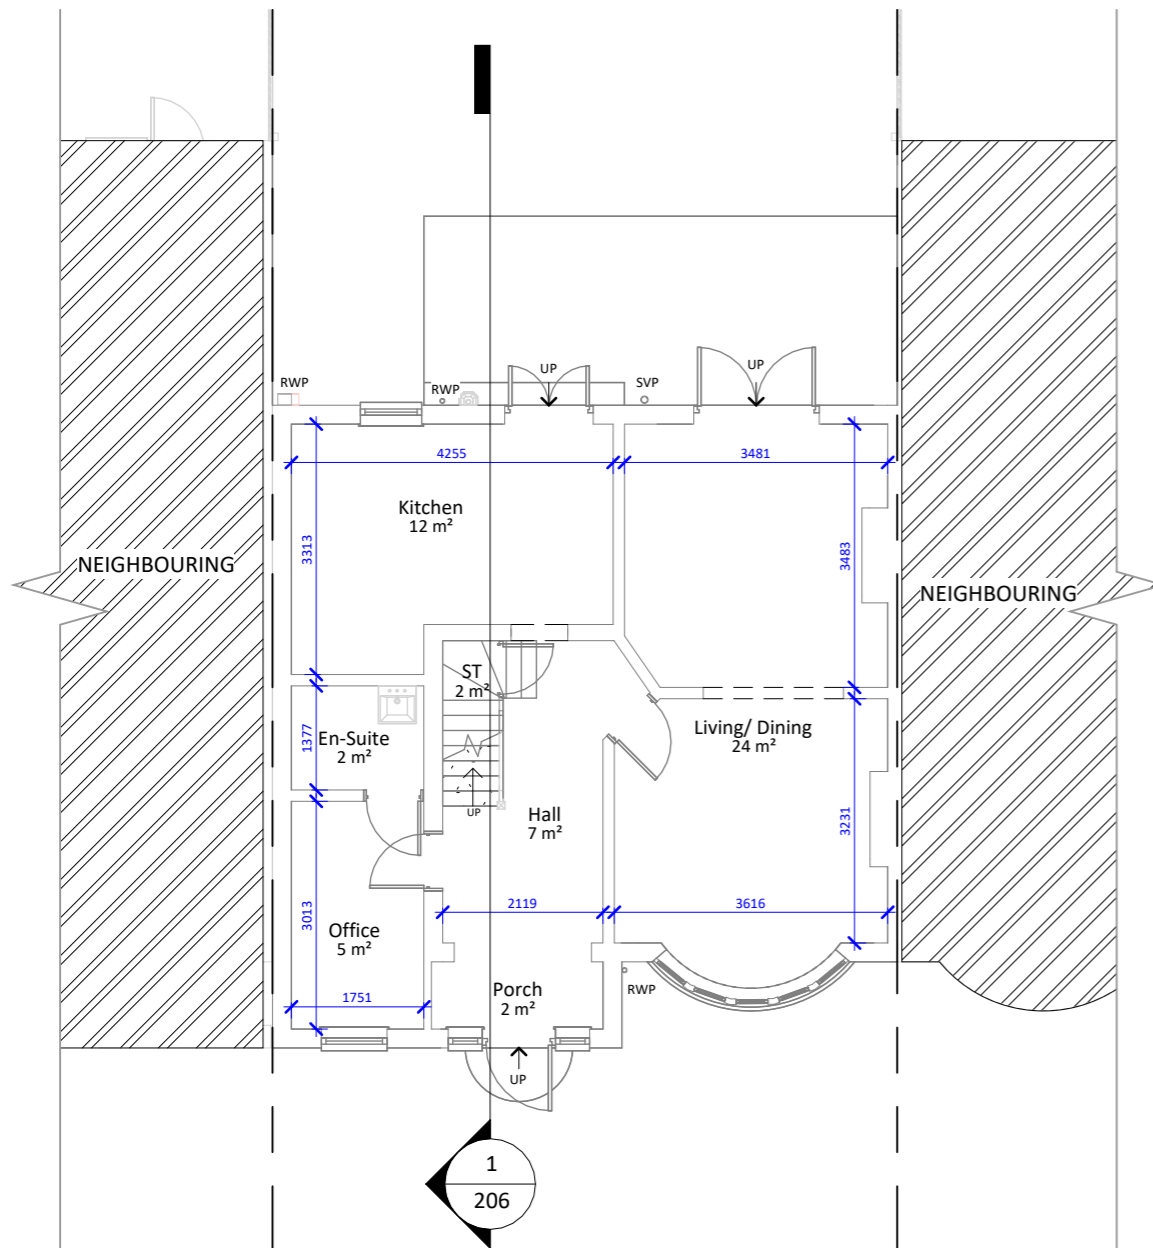 UP
UP
RWP
RWP
SVP
4255
3481
Kitchen
12 m²
3313
3483
NEIGHBOURING
NEIGHBOURING
ST
2 m²
En-Suite
2 m²
1377
Living/ Dining
24 m²
UP
Hall
7 m²
3231
3013
2119
3616
Office
5 m²
1751
Porch
2 m²
RWP
UP
1
206